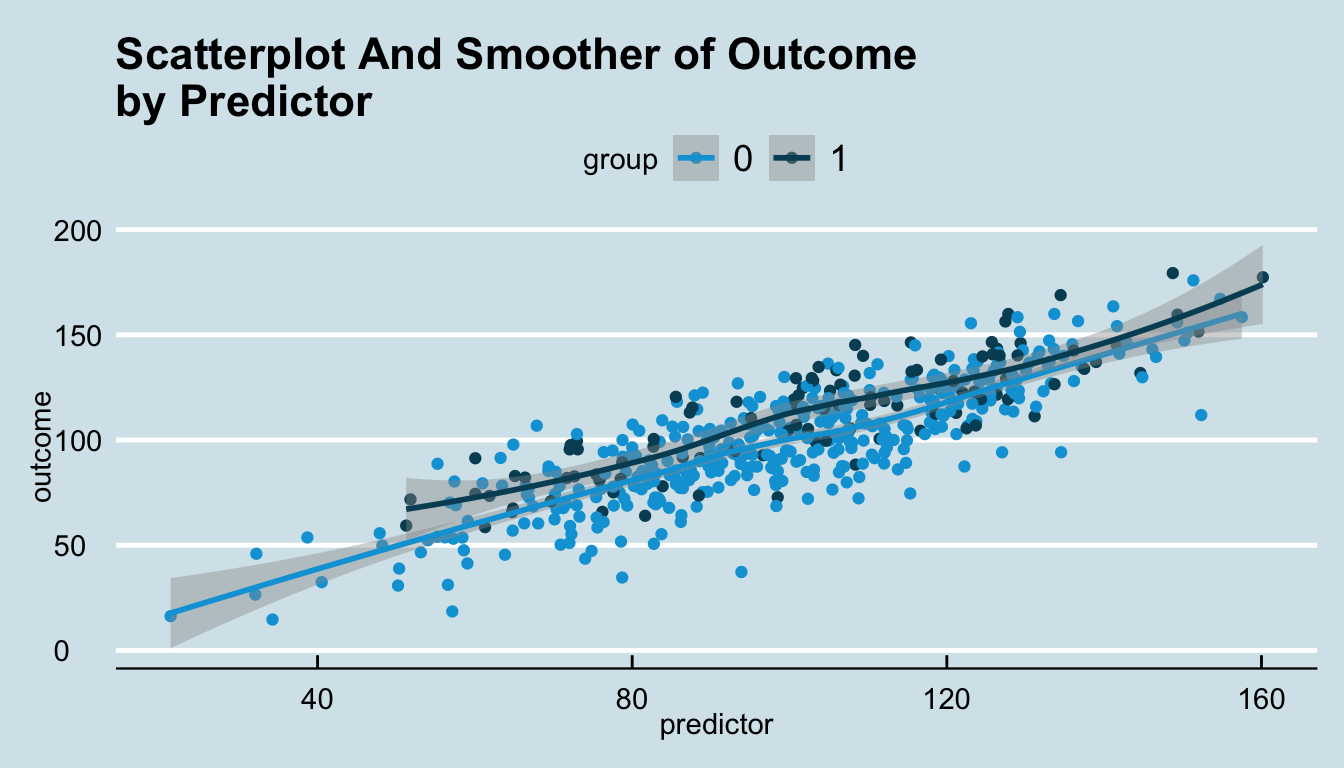 Scatterplot And Smoother of Outcome
by Predictor
group 0 1
200
150
100
50
0
outcome
40 80 120 160
predictor